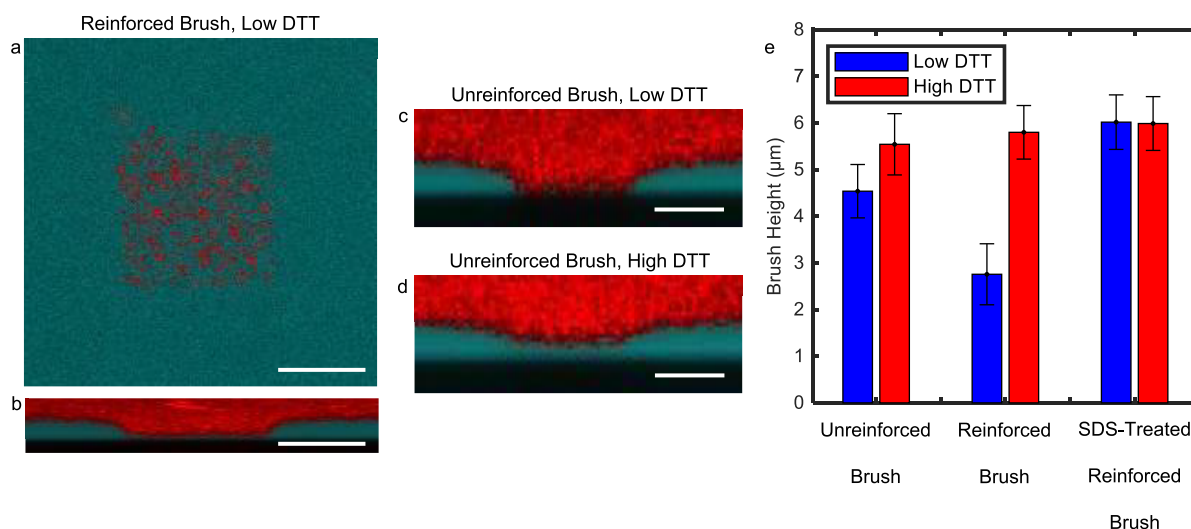 Reinforced Brush, Low DTT
a
b
Unreinforced Brush, Low DTT
c
Unreinforced Brush, High DTT
d
e
Brush Height (µm)
8
7
6
5
4
3
2
1
0
Low DTT
High DTT
Unreinforced
Brush
Reinforced
Brush
SDS-Treated
Reinforced
Brush